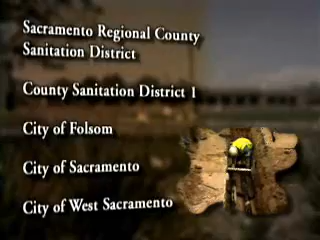 Sacramento Regional County
Sanitation District
County Sanitation District 1
City of Folsom
City of Sacramento
City of West Sacramento